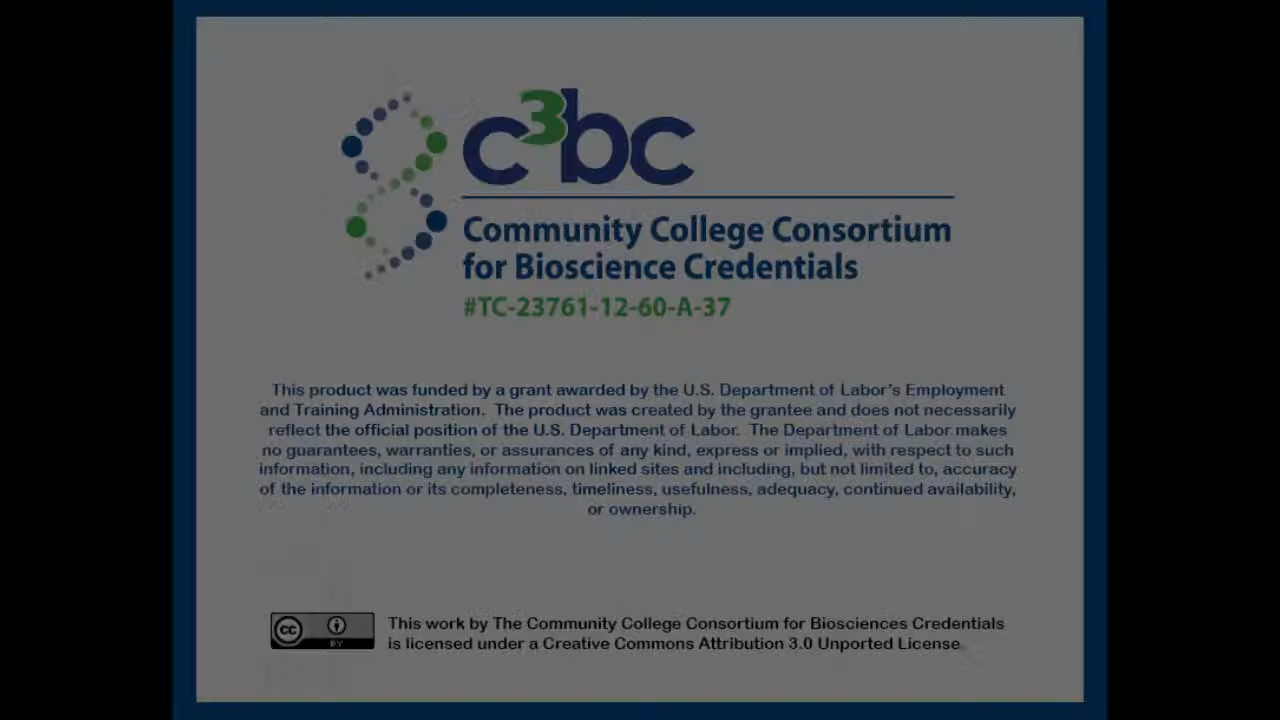 c3bc
Community College Consortium
for Bioscience Credentials
#TC-23761-12-60-A-37
This product was funded by a grant awarded by the U.S. Department of Labor's Employment
and Training Administration. The product was created by the grantee and does not necessarily
reflect the official position of the U.S. Department of Labor. The Department of Labor makes
no guarantees, warranties, or assurances of any kind, express or implied, with respect to such
information, including any information on linked sites and including, but not limited to, accuracy
of the information or its completeness, timeliness, usefulness, adequacy, continued availability,
or ownership.
cc BY
This work by The Community College Consortium for Biosciences Credentials
is licensed under a Creative Commons Attribution 3.0 Unported License.